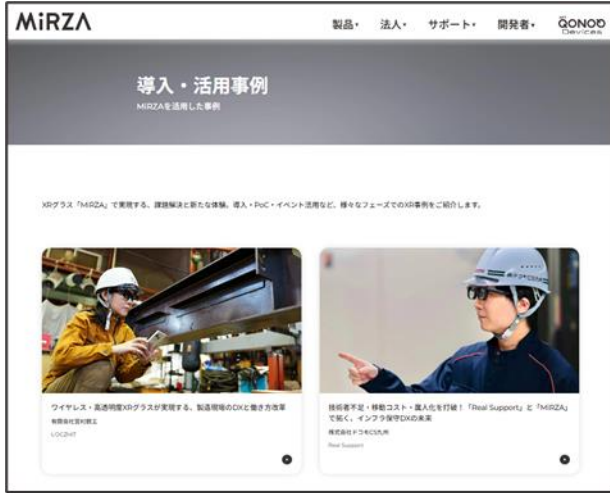 MiRZA
製品▾ 法人▾ サポート▾ 開発者▾ QONOQ Devices
導入・活用事例
MiRZAを活用した事例
XRグラス「MiRZA」で実現する、課題解決と新たな体験。導入・PoC・イベント活用など、様々なフェーズでのXR事例をご紹介します。
ワイヤレス・高透明度XRグラスが実現する、製造現場のDXと働き方改革
LOCZHIT
技術者不足・移動コスト・属人化を打破！「Real Support」と「MiRZA」
で拓く、インフラ保守DXの未来
株式会社ドコモCS九州
Real Support